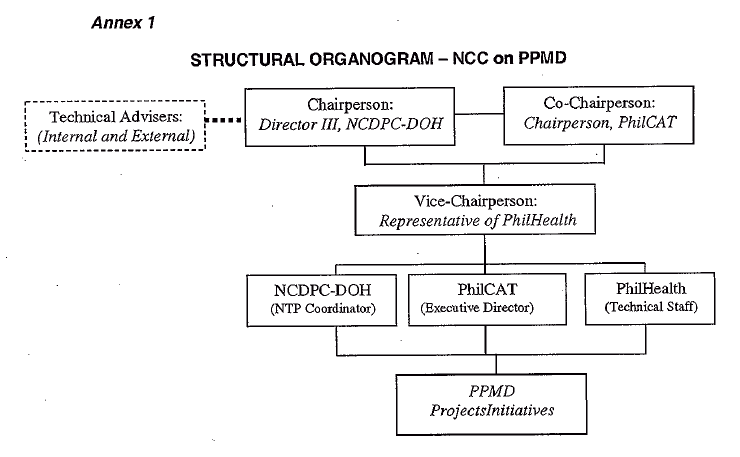 Annex 1
STRUCTURAL ORGANOGRAM – NCC on PPMD
Technical Advisers:
(Internal and External)
Chairperson:
Director III, NCDPC-DOH
Co-Chairperson:
Chairperson, PhilCAT
Vice-Chairperson:
Representative of PhilHealth
NCDPC-DOH
(NTP Coordinator)
PhilCAT
(Executive Director)
PhilHealth
(Technical Staff)
PPMD
ProjectsInitiatives